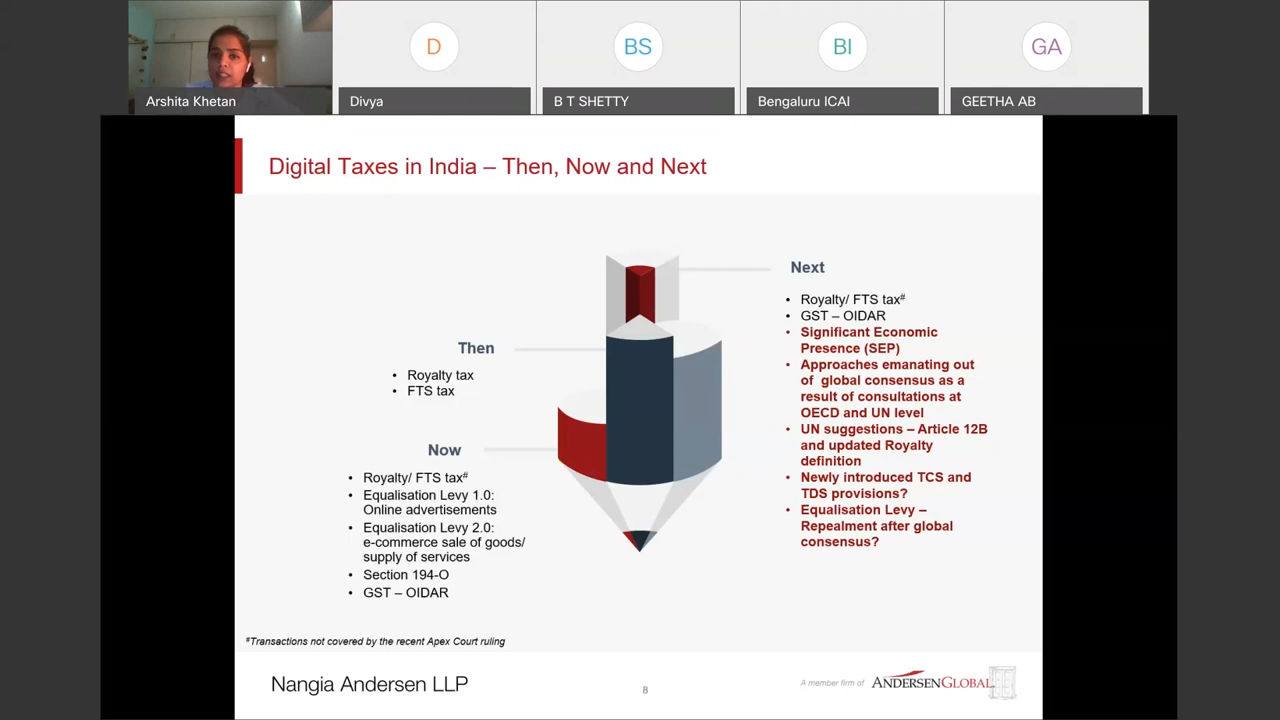 D
BS
BI
GA
Arshita Khetan
Divya
B T SHETTY
Bengaluru ICAI
GEETHA AB
Digital Taxes in India – Then, Now and Next
Then
• Royalty tax
• FTS tax
Now
• Royalty/ FTS tax#
• Equalisation Levy 1.0:
Online advertisements
• Equalisation Levy 2.0:
e-commerce sale of goods/
supply of services
• Section 194-O
• GST – OIDAR
Next
• Royalty/ FTS tax#
• GST – OIDAR
• Significant Economic
Presence (SEP)
• Approaches emanating out
of global consensus as a
result of consultations at
OECD and UN level
• UN suggestions – Article 12B
and updated Royalty
definition
• Newly introduced TCS and
TDS provisions?
• Equalisation Levy –
Repealment after global
consensus?
#Transactions not covered by the recent Apex Court ruling
Nangia Andersen LLP
8
A member firm of ANDERSEN GLOBAL